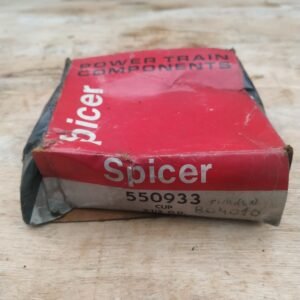 POWER TRAIN
COMPONENTS
Spicer
Spicer
550933
CUP